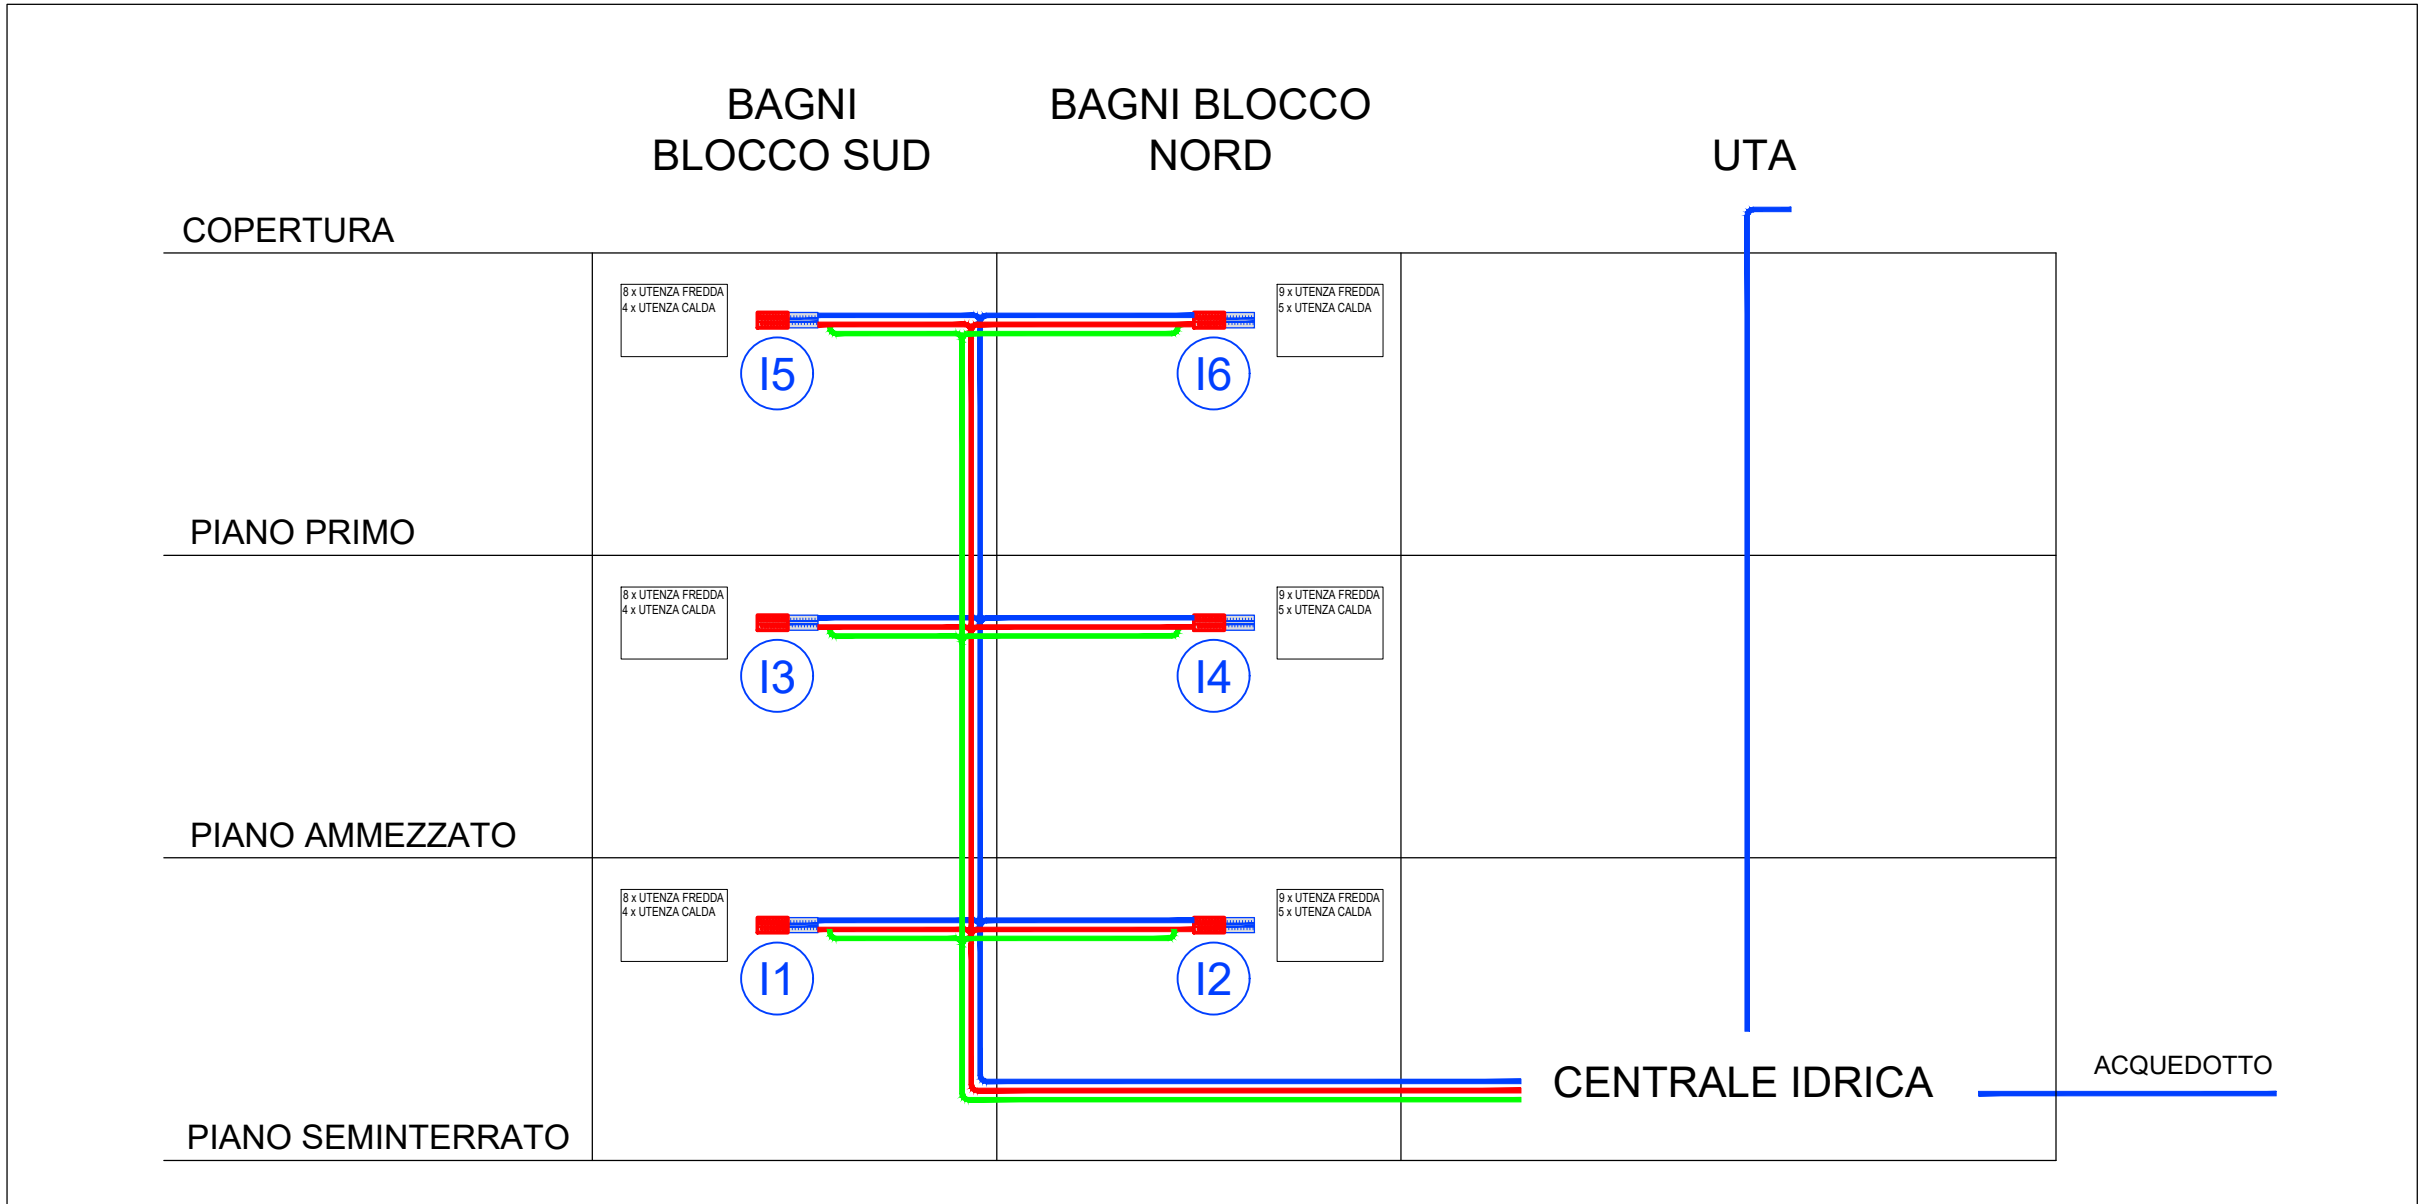 BAGNI
BLOCCO SUD
BAGNI BLOCCO
NORD
UTA
COPERTURA
8 x UTENZA FREDDA
4 x UTENZA CALDA
I5
I6
9 x UTENZA FREDDA
5 x UTENZA CALDA
PIANO PRIMO
8 x UTENZA FREDDA
4 x UTENZA CALDA
I3
I4
9 x UTENZA FREDDA
5 x UTENZA CALDA
PIANO AMMEZZATO
8 x UTENZA FREDDA
4 x UTENZA CALDA
I1
I2
9 x UTENZA FREDDA
5 x UTENZA CALDA
CENTRALE IDRICA
ACQUEDOTTO
PIANO SEMINTERRATO